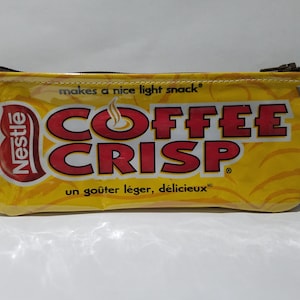 makes a nice light snack®
Nestlé
COFFEE
CRISP®
un goûter léger, délicieux®